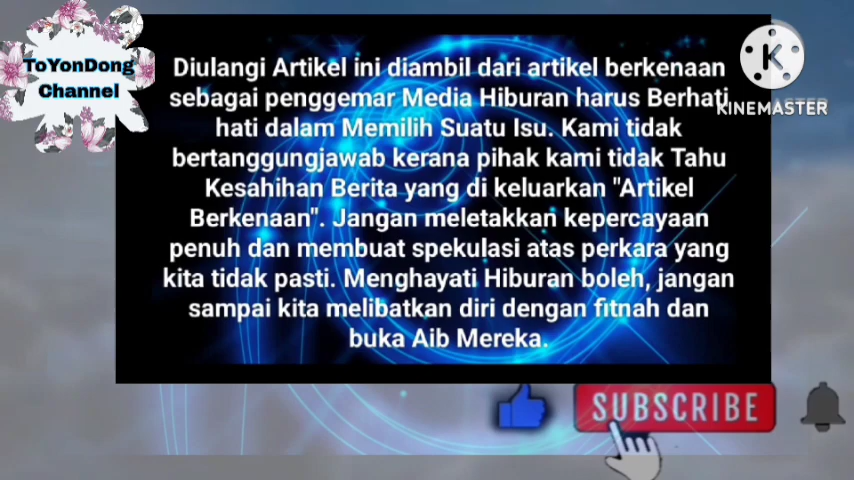 ToYonDong
Channel
KINEMASTER
Diulangi Artikel ini diambil dari artikel berkenaan
sebagai penggemar Media Hiburan harus Berhati
hati dalam Memilih Suatu Isu. Kami tidak
bertanggungjawab kerana pihak kami tidak Tahu
Kesahihan Berita yang di keluarkan "Artikel
Berkenaan". Jangan meletakkan kepercayaan
penuh dan membuat spekulasi atas perkara yang
kita tidak pasti. Menghayati Hiburan boleh, jangan
sampai kita melibatkan diri dengan fitnah dan
buka Aib Mereka.
SUBSCRIBE